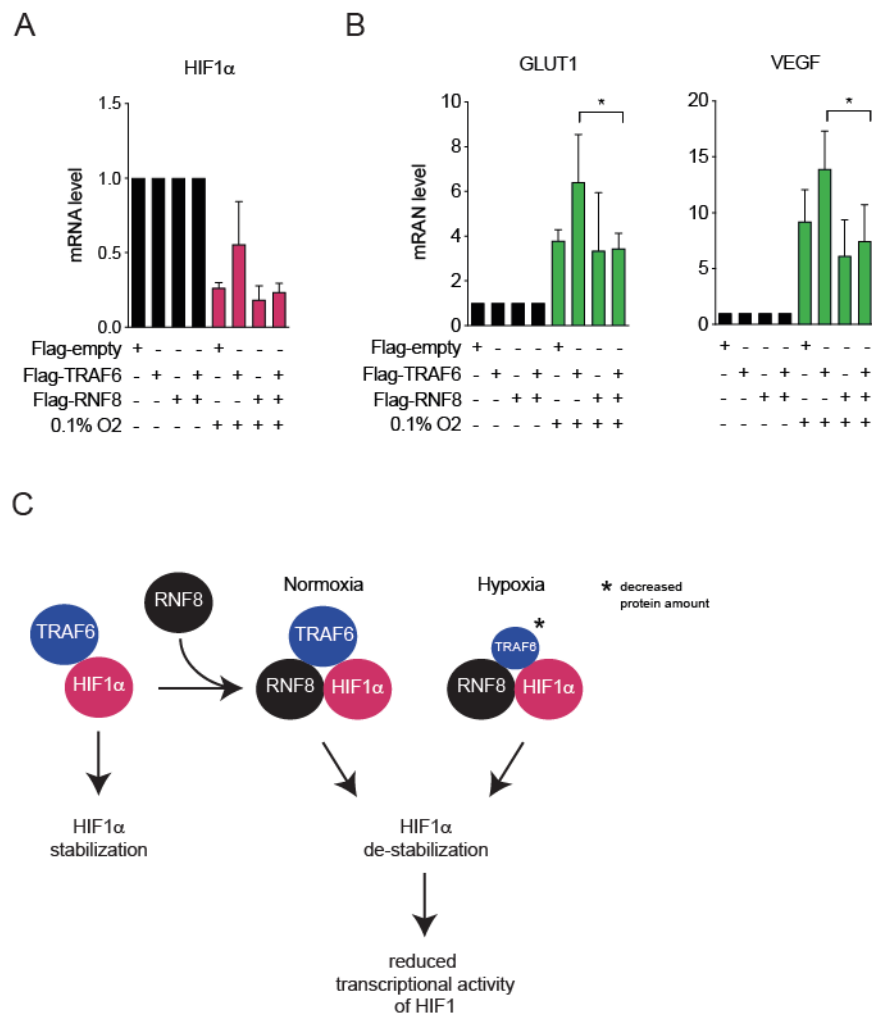 A
HIF1α
mRNA level
1.5
1.0
0.5
0.0
Flag-empty + - - - + - - -
Flag-TRAF6 - + - + - + - +
Flag-RNF8 - - + + - - + +
0.1% O2 - - - - + + + +
B
GLUT1
mRAN level
10
8
6
4
2
0
*
Flag-empty + - - - + - - -
Flag-TRAF6 - + - + - + - +
Flag-RNF8 - - + + - - + +
0.1% O2 - - - - + + + +
VEGF
20
15
10
5
0
*
+ - - - + - - -
- + - + - + - +
- - + + - - + +
- - - - + + + +
C
TRAF6
HIF1α
RNF8
Normoxia
TRAF6
RNF8
HIF1α
Hypoxia
*
TRAF6
RNF8
HIF1α
* decreased
protein amount
HIF1α
stabilization
HIF1α
de-stabilization
reduced
transcriptional activity
of HIF1